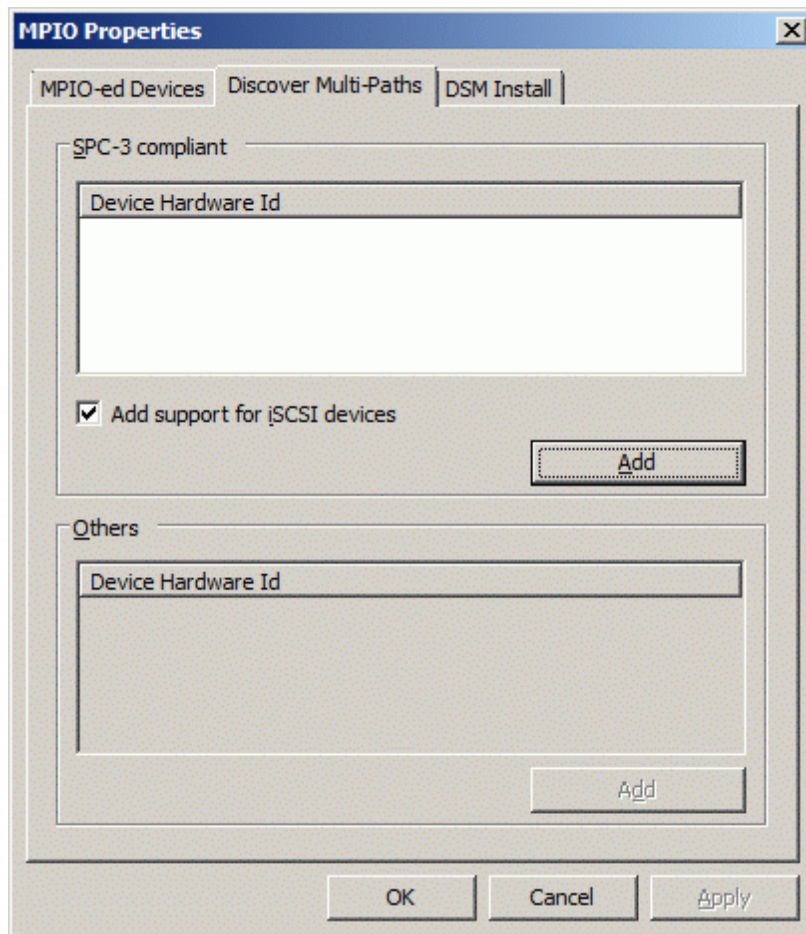 MPIO Properties
MPIO-ed Devices Discover Multi-Paths DSM Install
SPC-3 compliant
Device Hardware Id
Add support for iSCSI devices
Add
Others
Device Hardware Id
Add
OK Cancel Apply